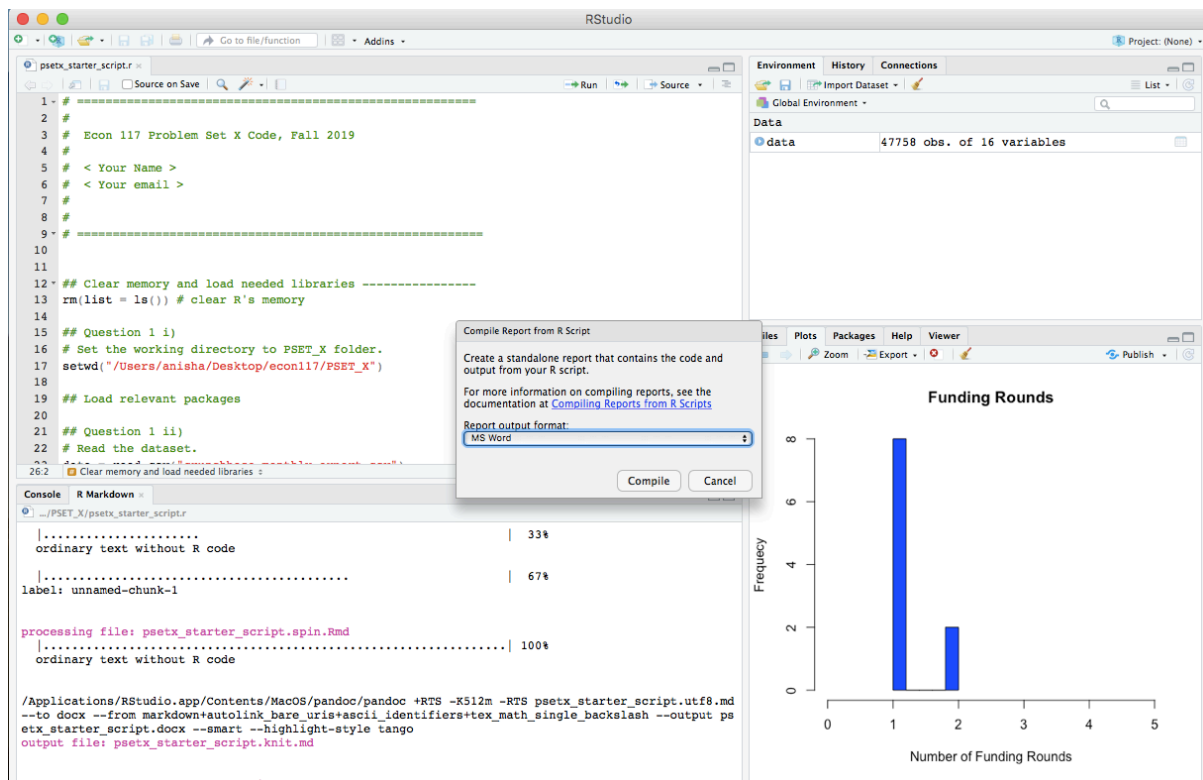 RStudio
Go to file/function
Addins
Project: (None)
psetx_starter_script.r
Source on Save
Run
Source
1 # ========================================================
2 #
3 # Econ 117 Problem Set X Code, Fall 2019
4 #
5 # < Your Name >
6 # < Your email >
7 #
8 #
9 # =========================================================
10
11
12 ## Clear memory and load needed libraries ----------------
13 rm(list = ls()) # clear R's memory
14
15 ## Question 1 i)
16 # Set the working directory to PSET_X folder.
17 setwd("/Users/anisha/Desktop/econ117/PSET_X")
18
19 ## Load relevant packages
20
21 ## Question 1 ii)
22 # Read the dataset.
26:2 Clear memory and load needed libraries
Console R Markdown
.../PSET_X/psetx_starter_script.r
|...................... | 33%
ordinary text without R code
|........................................... | 67%
label: unnamed-chunk-1
processing file: psetx_starter_script.spin.Rmd
|.................................................................| 100%
ordinary text without R code
/Applications/RStudio.app/Contents/MacOS/pandoc/pandoc +RTS -K512m -RTS psetx_starter_script.utf8.md
--to docx --from markdown+autolink_bare_uris+ascii_identifiers+tex_math_single_backslash --output ps
etx_starter_script.docx --smart --highlight-style tango
output file: psetx_starter_script.knit.md
Compile Report from R Script
Create a standalone report that contains the code and
output from your R script.
For more information on compiling reports, see the
documentation at Compiling Reports from R Scripts
Report output format:
MS Word
Compile Cancel
Environment History Connections
Import Dataset
List
Global Environment
Data
data 47758 obs. of 16 variables
Plots Packages Help Viewer
Zoom Export Publish
Funding Rounds
8
6
4
2
0
Frequecy
0 1 2 3 4 5
Number of Funding Rounds